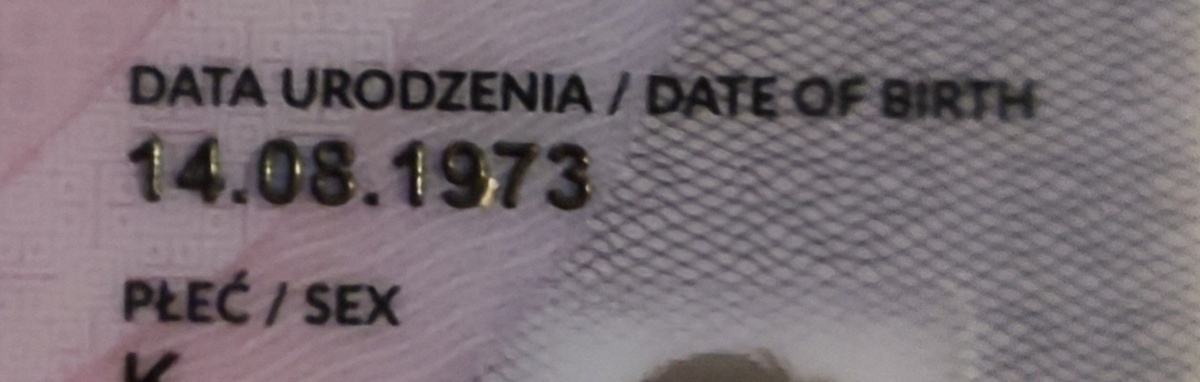 DATA URODZENIA / DATE OF BIRTH
14.08.1973
PŁEĆ / SEX
K